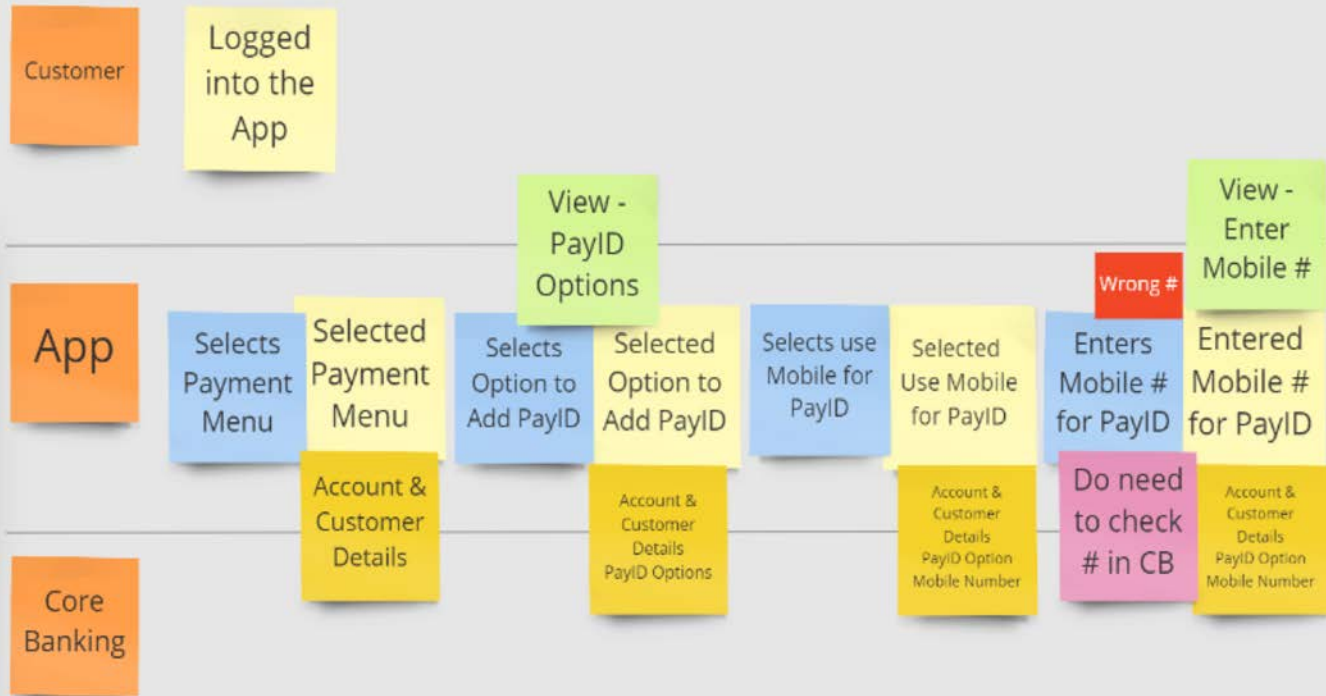 Customer
Logged
into the
App
View -
PayID
Options
View -
Enter
Mobile #
Wrong #
App
Selects
Payment
Menu
Selected
Payment
Menu
Selects
Option to
Add PayID
Selected
Option to
Add PayID
Selects use
Mobile for
PayID
Selected
Use Mobile
for PayID
Enters
Mobile #
for PayID
Entered
Mobile #
for PayID
Account &
Customer
Details
Account &
Customer
Details
PayID Options
Account &
Customer
Details
PayID Option
Mobile Number
Do need
to check
# in CB
Account &
Customer
Details
PayID Option
Mobile Number
Core
Banking